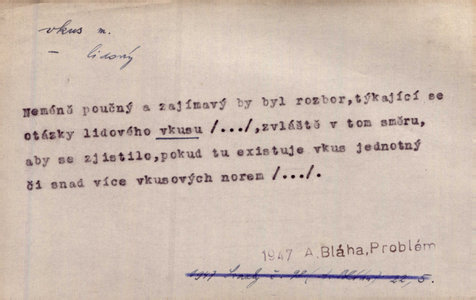 vkus m.
– lidový
Neméně poučný a zajímavý by byl rozbor,týkající se
otázky lidového vkusu /.../,zvláště v tom směru,
aby se zjistilo,pokud tu existuje vkus jednotný
či snad více vkusových norem /.../.
1947 A.Bláha,Problém
1947